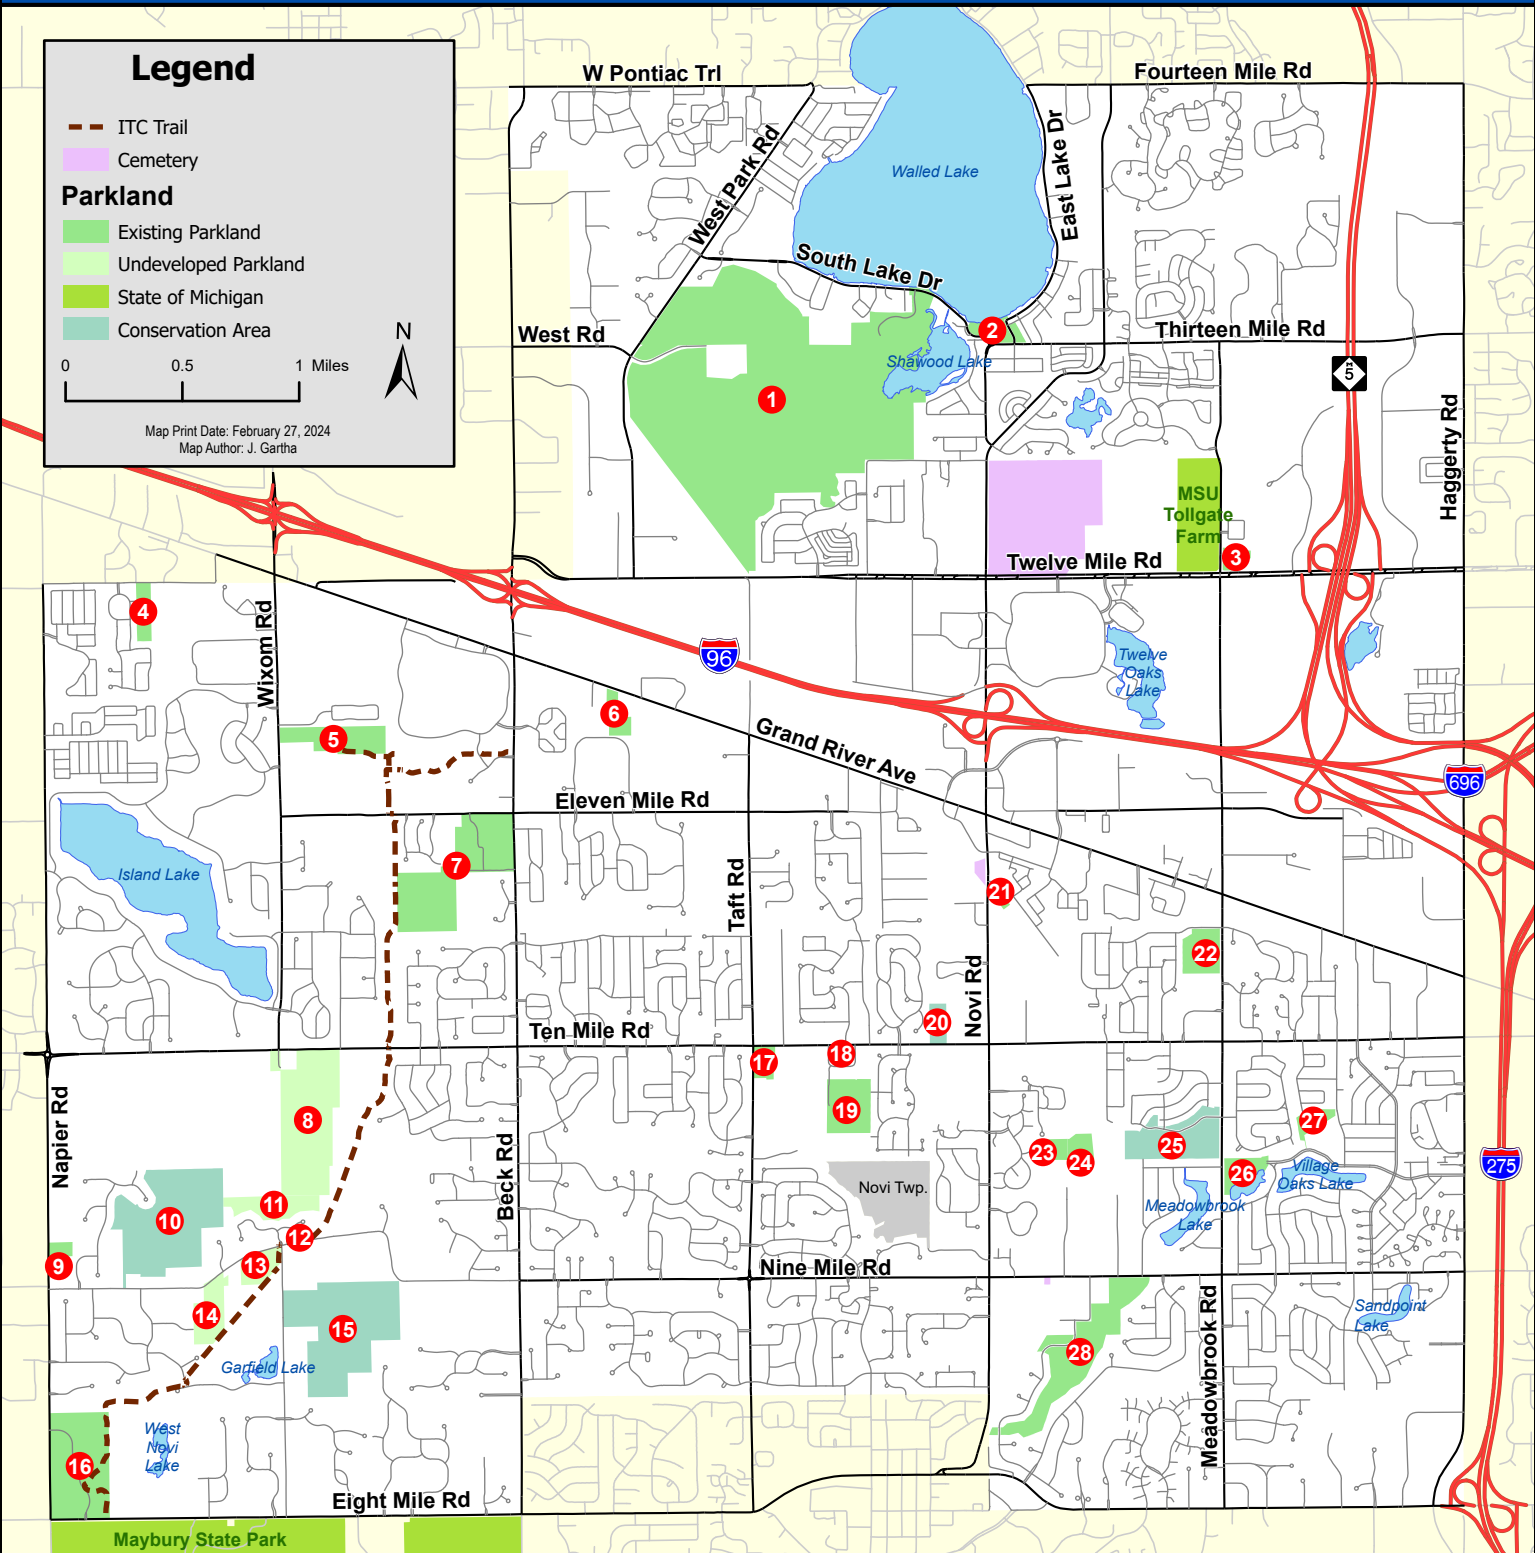 Legend
ITC Trail
Cemetery
Parkland
Existing Parkland
Undeveloped Parkland
State of Michigan
Conservation Area
N
0 0.5 1 Miles
Map Print Date: February 27, 2024
Map Author: J. Gartha
W Pontiac Trl
Fourteen Mile Rd
West Park Rd
Walled Lake
East Lake Dr
South Lake Dr
West Rd
2
Thirteen Mile Rd
Shawood Lake
M
5
1
Haggerty Rd
MSU
Tollgate
Farm
3
Twelve Mile Rd
4
Wixom Rd
96
Twelve
Oaks
Lake
6
5
Grand River Ave
696
Eleven Mile Rd
Island Lake
7
Taft Rd
21
22
Novi Rd
20
Ten Mile Rd
17
18
Napier Rd
8
19
Beck Rd
23
24
25
27
26
Village
Oaks Lake
275
Novi Twp.
Meadowbrook
Lake
11
10
12
9
13
Nine Mile Rd
14
15
Meadowbrook Rd
Sandpoint
Lake
Garfield Lake
28
West
Novi
Lake
16
Eight Mile Rd
Maybury State Park